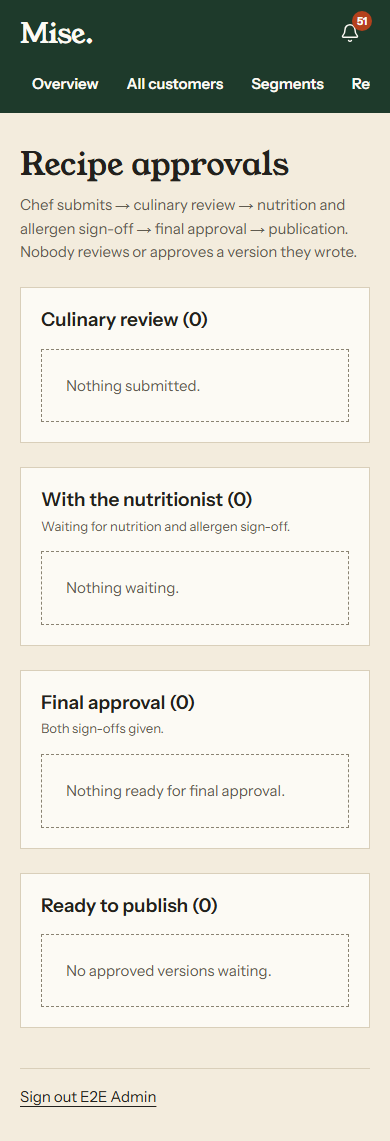 Mise.
51
Overview All customers Segments Re
Recipe approvals
Chef submits → culinary review → nutrition and
allergen sign-off → final approval → publication.
Nobody reviews or approves a version they wrote.
Culinary review (0)
Nothing submitted.
With the nutritionist (0)
Waiting for nutrition and allergen sign-off.
Nothing waiting.
Final approval (0)
Both sign-offs given.
Nothing ready for final approval.
Ready to publish (0)
No approved versions waiting.
Sign out E2E Admin